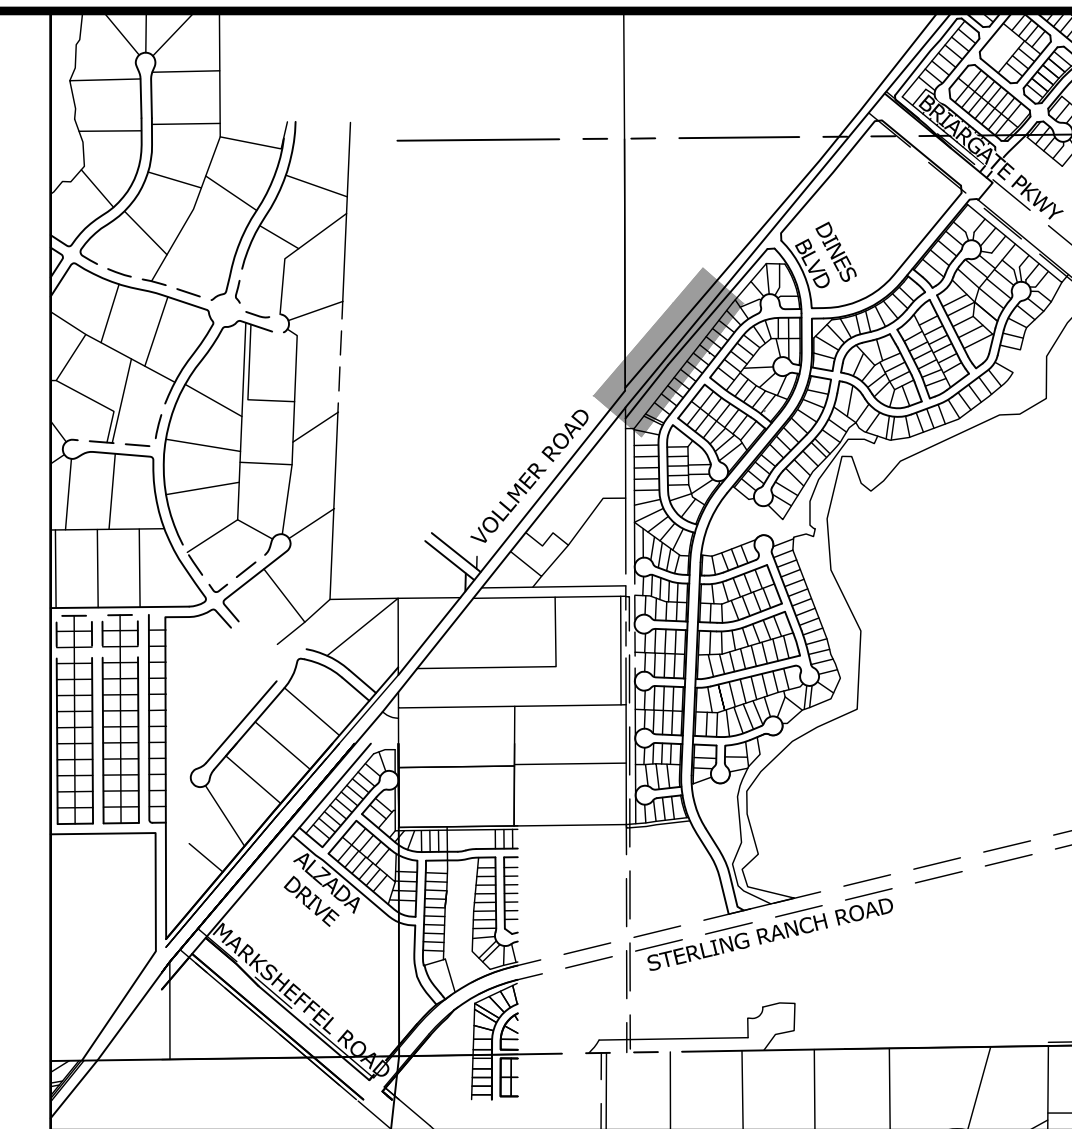 BRIARGATE PKWY
DINES
BLVD
VOLLMER ROAD
ALZADA
DRIVE
STERLING RANCH ROAD
MARKSHEFFEL ROAD